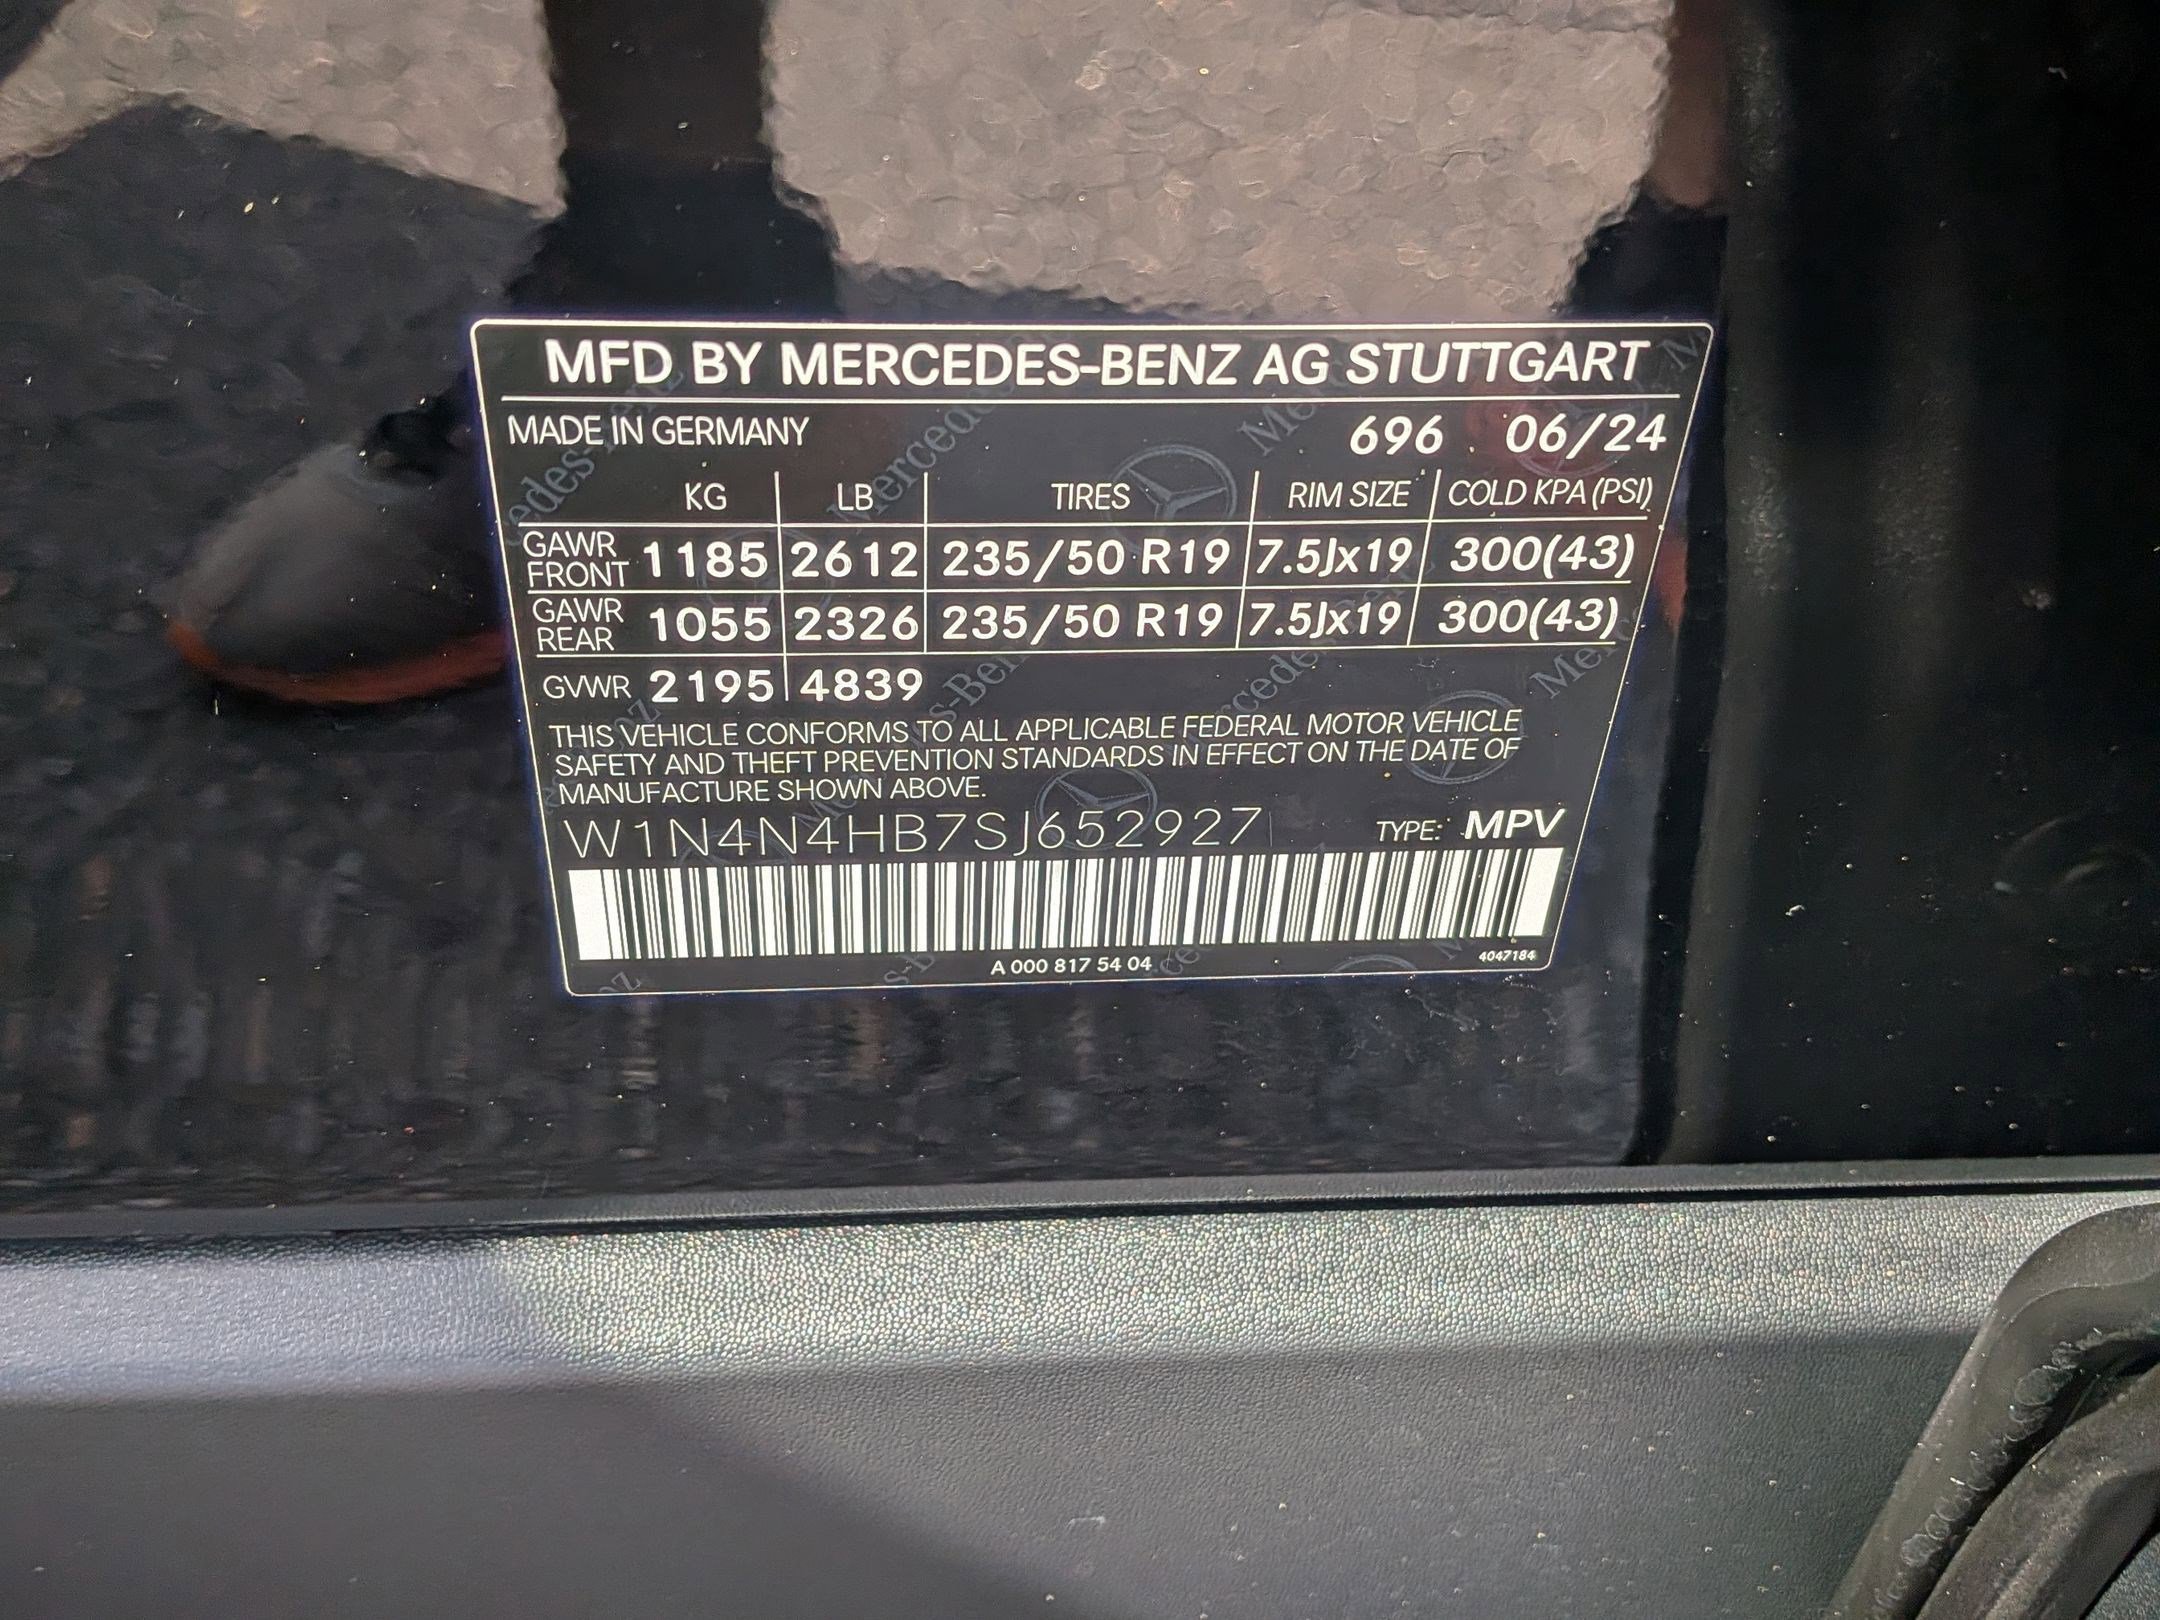 MFD BY MERCEDES-BENZ AG STUTTGART
MADE IN GERMANY 696 06/24
KG LB TIRES RIM SIZE COLD KPA (PSI)
GAWR FRONT 1185 2612 235/50 R19 7.5Jx19 300(43)
GAWR REAR 1055 2326 235/50 R19 7.5Jx19 300(43)
GVWR 2195 4839
THIS VEHICLE CONFORMS TO ALL APPLICABLE FEDERAL MOTOR VEHICLE
SAFETY AND THEFT PREVENTION STANDARDS IN EFFECT ON THE DATE OF
MANUFACTURE SHOWN ABOVE.
W1N4N4HB7SJ652927 TYPE: MPV
A 000 817 54 04 4047184